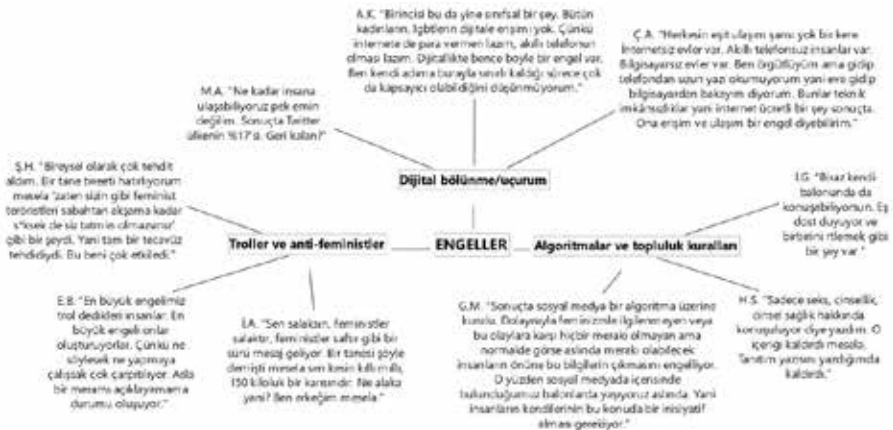 A.K. "Birincisi bu da yine sınıfsal bir şey. Bütün
kadınların, lgbtlerin dijitale erişimi yok. Çünkü
internete de para vermen lazım, akıllı telefonun
olması lazım. Dijitallikte bence böyle bir engel var.
Ben kendi adıma burayla sınırlı kaldığı sürece çok
da kapsayıcı olabildiğini düşünmüyorum."
Ç.A. "Herkesin eşit ulaşım şansı yok bir kere
İnternetsiz evler var. Akıllı telefonsuz insanlar var.
Bilgisayarsız evler var. Ben örgütlüyüm ama gidip
telefondan uzun yazı okumuyorum yani eve gidip
bilgisayardan bakayım diyorum. Bunlar teknik
imkânsızlıklar yani internet ücretli bir şey sonuçta.
Ona erişim ve ulaşım bir engel diyebilirim."
M.A. "Ne kadar insana
ulaşabiliyoruz pek emin
değilim. Sonuçta Twitter
ülkenin %17'si. Geri kalan?"
Dijital bölünme/uçurum
Ş.H. "Bireysel olarak çok tehdit
aldım. Bir tane tweeti hatırlıyorum
mesela 'zaten sizin gibi feminist
teröristleri sabahtan akşama kadar
s*ksek de siz tatmin olmazsınız'
gibi bir şeydi. Yani tam bir tecavüz
tehdidiydi. Bu beni çok etkiledi."
İ.G. "Biraz kendi
balonunda da
konuşabiliyorsun. Eş
dost duyuyor ve
birbirini itlemek gibi
bir şey var."
Troller ve anti-feministler
ENGELLER
Algoritmalar ve topluluk kuralları
E.B. "En büyük engelimiz
trol dedikleri insanlar. En
büyük engeli onlar
oluşturuyorlar. Çünkü ne
söylesek ne yapmaya
çalışsak çok çarpıtılıyor. Asla
bir meramı açıklayamama
durumu oluşuyor."
İ.A. "Sen salaksın, feministler
salaktır, feministler saftır gibi bir
sürü mesaj geliyor. Bir tanesi şöyle
demişti mesela sen kesin kıllı mıllı,
150 kiloluk bir karısındır. Ne alaka
yani? Ben erkeğim mesela."
G.M. "Sonuçta sosyal medya bir algoritma üzerine
kurulu. Dolayısıyla feminizmle ilgilenmeyen veya
bu olaylara karşı hiçbir merakı olmayan ama
normalde görse aslında merakı olabilecek
insanların önüne bu bilgilerin çıkmasını engelliyor.
O yüzden sosyal medyada içerisinde
bulunduğumuz balonlarda yaşıyoruz aslında. Yani
insanların kendilerinin bu konuda bir inisiyatif
alması gerekiyor."
H.S. "Sadece seks, cinsellik,
cinsel sağlık hakkında
konuşuluyor diye yazdım. O
içeriği kaldırdı mesela.
Tanıtım yazısını yazdığımda
kaldırdı."